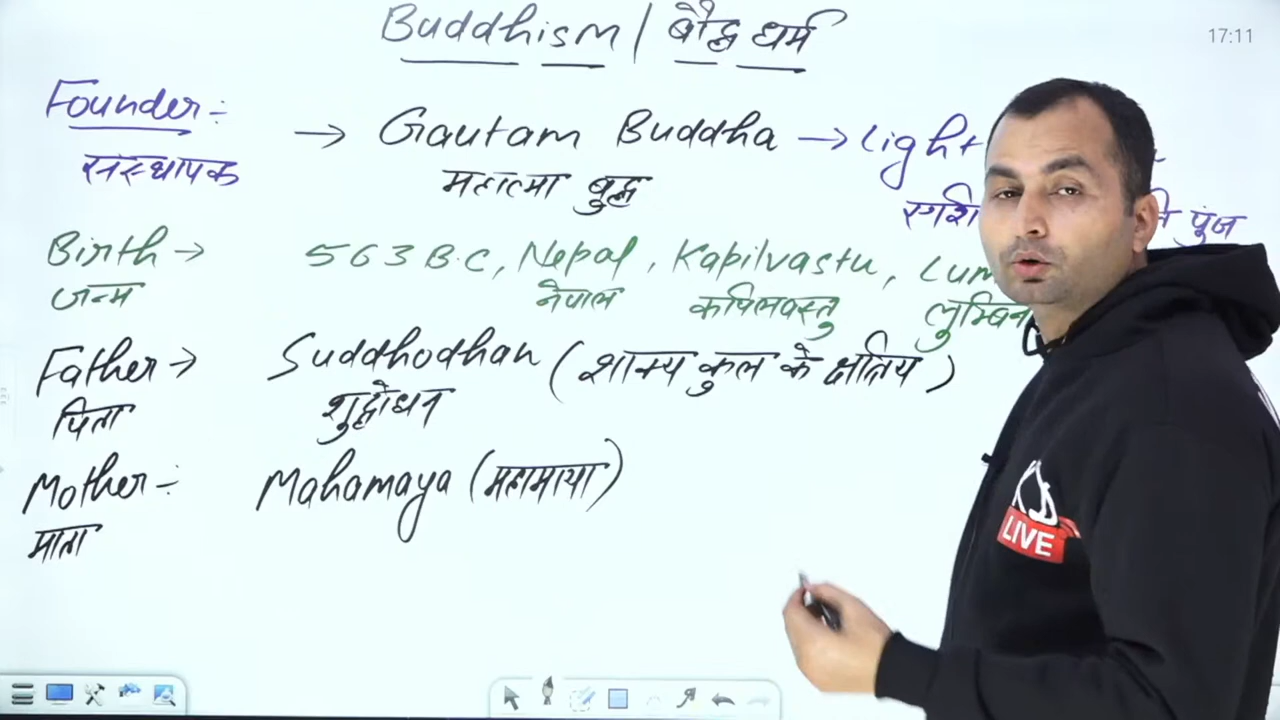 Buddhism / बौद्ध धर्म
17:11
Founder :-
→ Gautam Buddha → Light
संस्थापक
महात्मा बुद्ध
पुंज
Birth → 563 B.C, Nepal, Kapilvastu, Lum
जन्म नेपाल कपिलवस्तु लुम्बिन
Father → Suddhodhan (शाक्य कुल के क्षत्रिय)
पिता शुद्धोधन
Mother :- Mahamaya (महामाया)
माता
LIVE